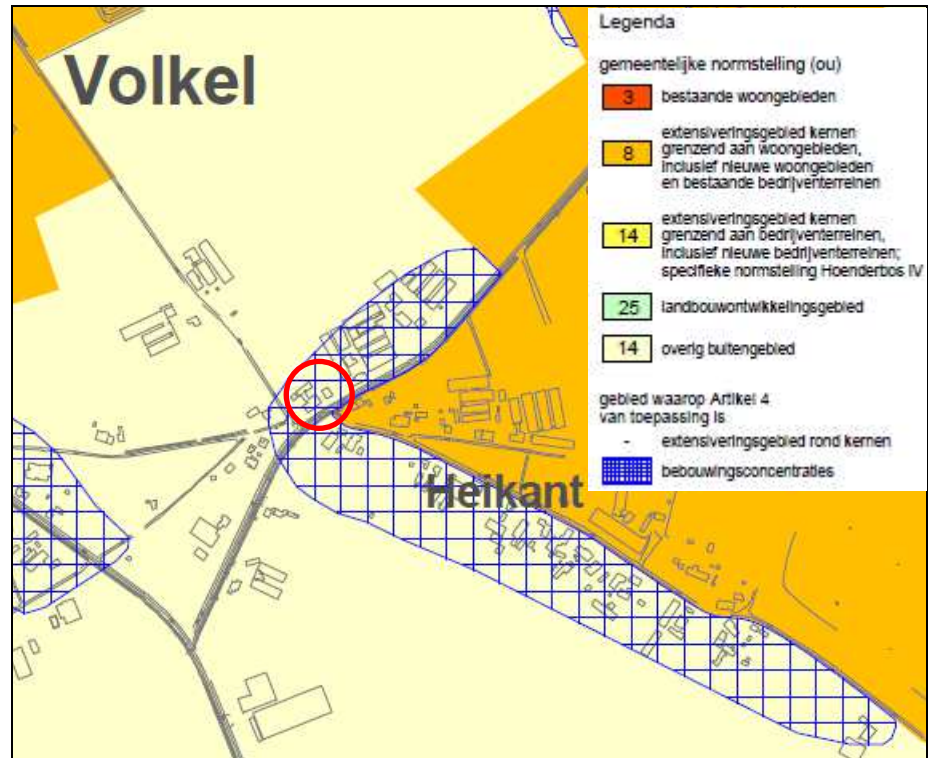 Volkel
Heikant
Legenda
gemeentelijke normstelling (ou)
3 bestaande woongebieden
8 extensiveringsgebied kernen
grenzend aan woongebieden,
inclusief nieuwe woongebieden
en bestaande bedrijventerreinen
14 extensiveringsgebied kernen
grenzend aan bedrijventerreinen,
inclusief nieuwe bedrijventerreinen;
specifieke normstelling Hoenderbos IV
25 landbouwontwikkelingsgebied
14 overig buitengebied
gebied waarop Artikel 4
van toepassing is
- extensiveringsgebied rond kernen
bebouwingsconcentraties